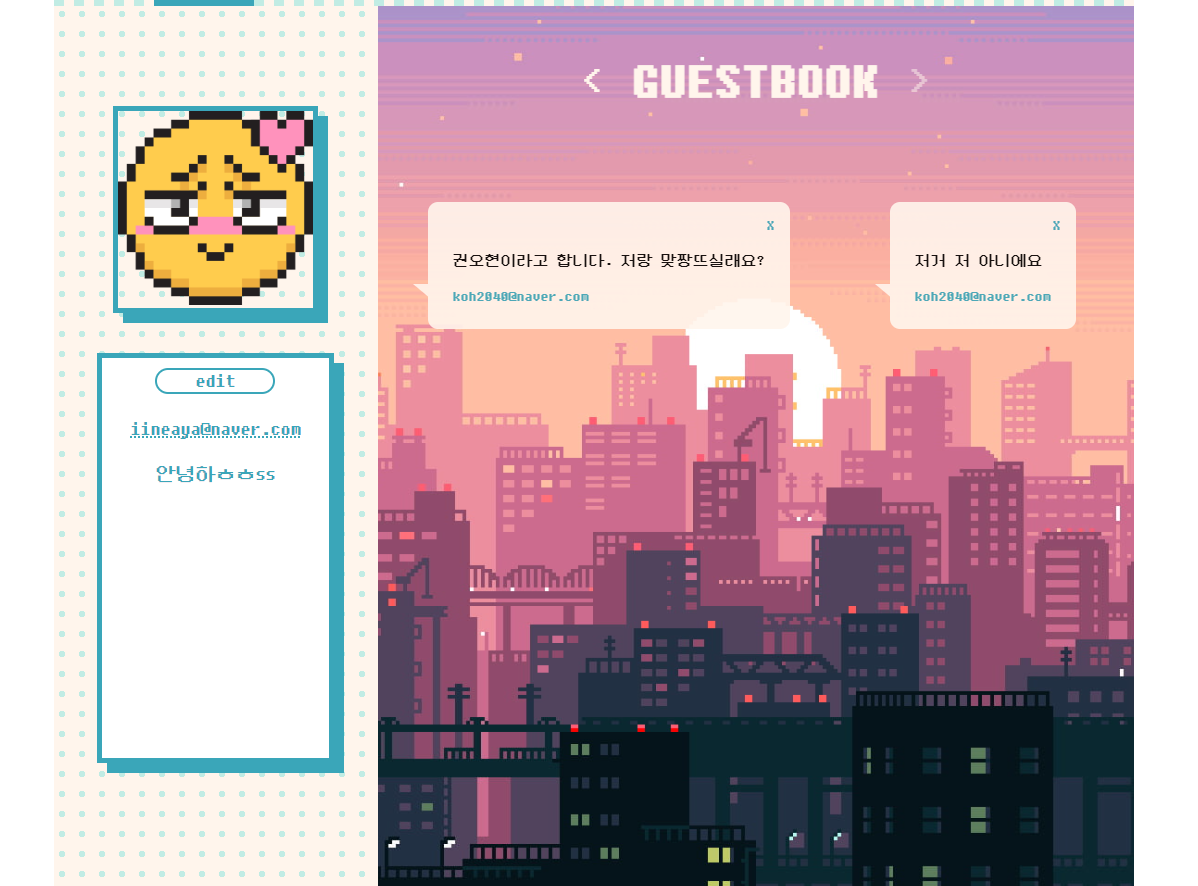 < GUESTBOOK >
x
권오현이라고 합니다. 저랑 맞짱뜨실래요?
koh2040@naver.com
x
저거 저 아니에요
koh2040@naver.com
edit
iineaya@naver.com
안녕하ㅎㅎss